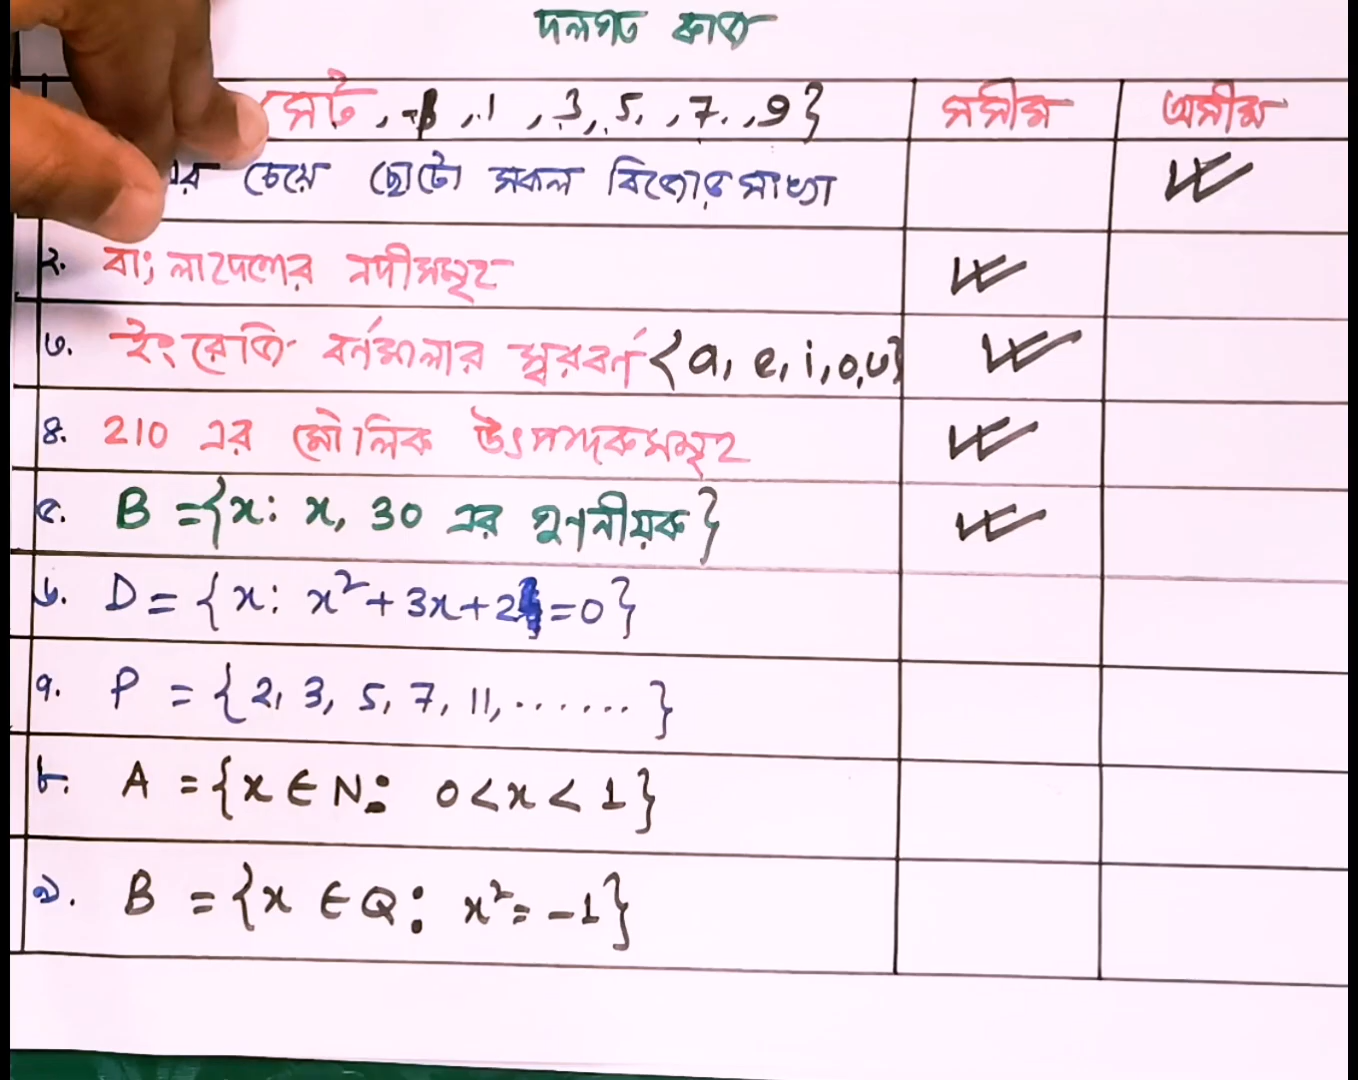 দলগত কাজ
সেট , -1 , 1 , 3, 5, , 7. , 9} সসীম অসীম
এর চেয়ে ছোটো সকল বিজোড় সংখ্যা
২. বাংলাদেশের নদীসমূহ
৩. ইংরেজি বর্ণমালার স্বরবর্ণ {a, e, i, o, u}
৪. 210 এর মৌলিক উৎপাদকসমূহ
৫. B = {x: x, 30 এর গুণনীয়ক}
৬. D = {x: x² + 3x + 2 = 0}
৭. P = {2, 3, 5, 7, 11, ....... }
৮. A = {x ∈ N: 0 < x < 1}
৯. B = {x ∈ Q: x² = -1}